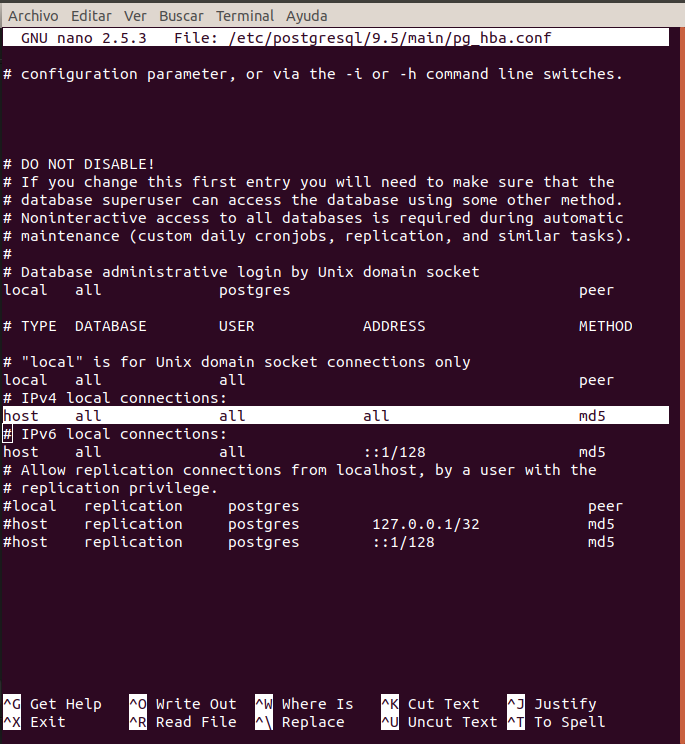 Archivo Editar Ver Buscar Terminal Ayuda
GNU nano 2.5.3 File: /etc/postgresql/9.5/main/pg_hba.conf
# configuration parameter, or via the -i or -h command line switches.
# DO NOT DISABLE!
# If you change this first entry you will need to make sure that the
# database superuser can access the database using some other method.
# Noninteractive access to all databases is required during automatic
# maintenance (custom daily cronjobs, replication, and similar tasks).
#
# Database administrative login by Unix domain socket
local all postgres peer
# TYPE DATABASE USER ADDRESS METHOD
# "local" is for Unix domain socket connections only
local all all peer
# IPv4 local connections:
host all all all md5
# IPv6 local connections:
host all all ::1/128 md5
# Allow replication connections from localhost, by a user with the
# replication privilege.
#local replication postgres peer
#host replication postgres 127.0.0.1/32 md5
#host replication postgres ::1/128 md5
^G Get Help ^O Write Out ^W Where Is ^K Cut Text ^J Justify
^X Exit ^R Read File ^\ Replace ^U Uncut Text ^T To Spell